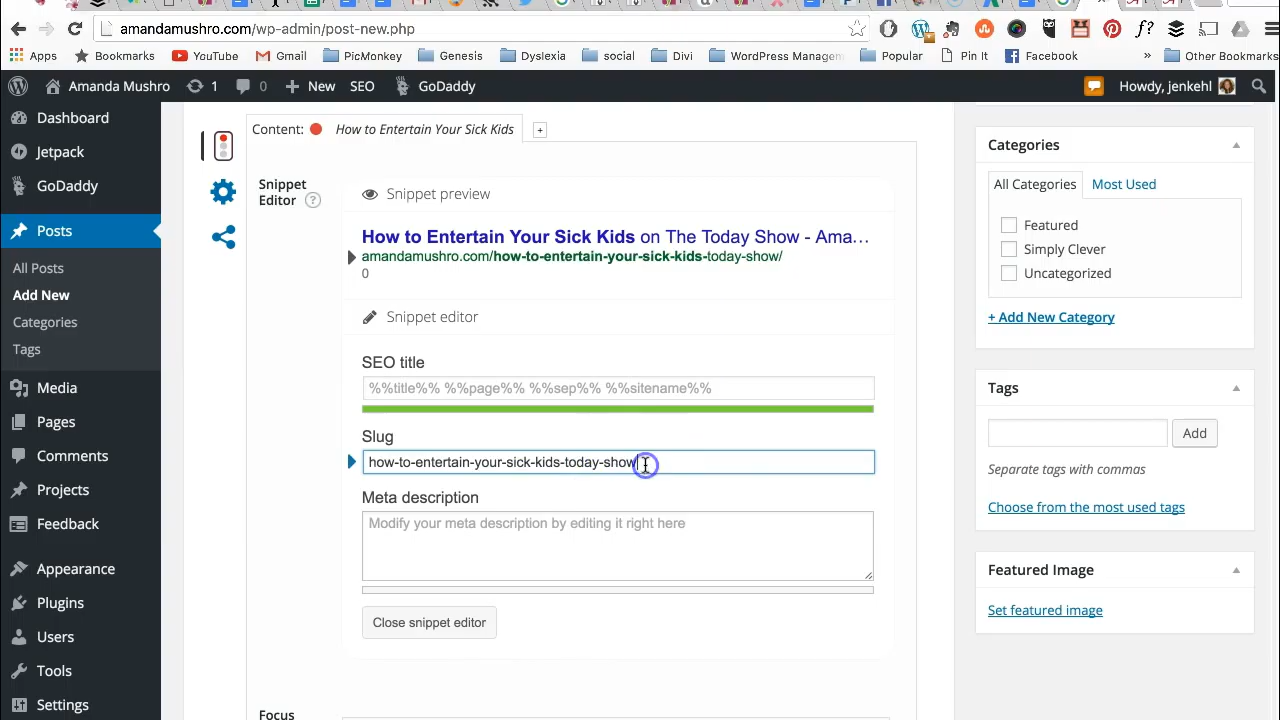 amandamushro.com/wp-admin/post-new.php
Apps Bookmarks YouTube Gmail PicMonkey Genesis Dyslexia social Divi WordPress Managem Popular Pin It Facebook » Other Bookmarks
Amanda Mushro 1 0 New SEO GoDaddy Howdy, jenkehl
Dashboard
Jetpack
GoDaddy
Posts
All Posts
Add New
Categories
Tags
Media
Pages
Comments
Projects
Feedback
Appearance
Plugins
Users
Tools
Settings
Content: How to Entertain Your Sick Kids +
Snippet
Editor ?
Snippet preview
How to Entertain Your Sick Kids on The Today Show - Ama…
amandamushro.com/how-to-entertain-your-sick-kids-today-show/
0
Snippet editor
SEO title
%%title%% %%page%% %%sep%% %%sitename%%
Slug
how-to-entertain-your-sick-kids-today-show
Meta description
Modify your meta description by editing it right here
Close snippet editor
Focus
Categories
All Categories Most Used
Featured
Simply Clever
Uncategorized
+ Add New Category
Tags
Add
Separate tags with commas
Choose from the most used tags
Featured Image
Set featured image